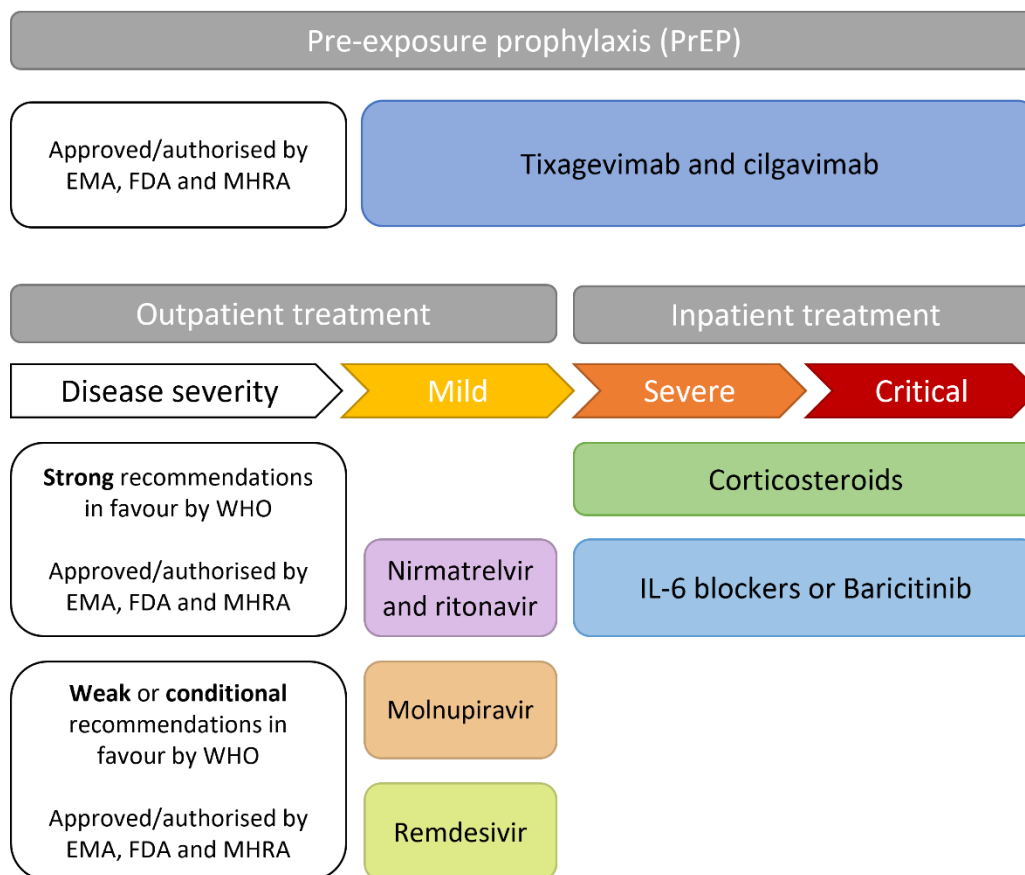 Pre-exposure prophylaxis (PrEP)
Approved/authorised by
EMA, FDA and MHRA
Tixagevimab and cilgavimab
Outpatient treatment
Inpatient treatment
Disease severity
Mild
Severe
Critical
Strong recommendations
in favour by WHO
Approved/authorised by
EMA, FDA and MHRA
Corticosteroids
Nirmatrelvir
and ritonavir
IL-6 blockers or Baricitinib
Weak or conditional
recommendations in
favour by WHO
Approved/authorised by
EMA, FDA and MHRA
Molnupiravir
Remdesivir